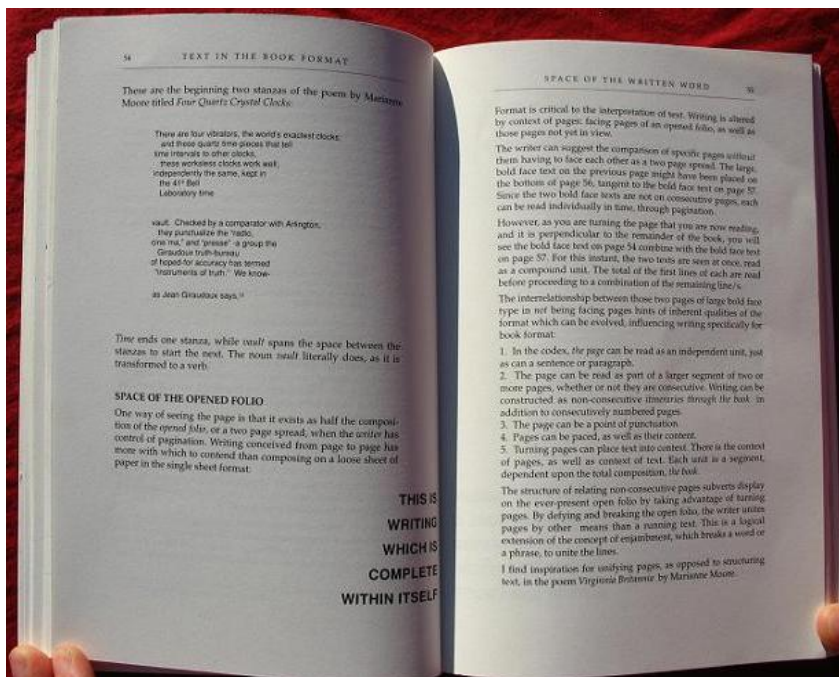 54 TEXT IN THE BOOK FORMAT
These are the beginning two stanzas of the poem by Marianne
Moore titled Four Quartz Crystal Clocks:
There are four vibrators, the world's exactest clocks;
and these quartz time-pieces that tell
time intervals to other clocks,
these worksless clocks work well;
independently the same, kept in
the 41st Bell
Laboratory time
vault. Checked by a comparator with Arlington,
they punctualize the "radio,
cine ma," and "presse" -a group the
Giraudoux truth-bureau
of hoped-for accuracy has termed
"instruments of truth." We know-
as Jean Giraudoux says,
Time ends one stanza, while vault spans the space between the
stanzas to start the next. The noun vault literally does, as it is
transformed to a verb.
SPACE OF THE OPENED FOLIO
One way of seeing the page is that it exists as half the composi-
tion of the opened folio, or a two page spread, when the writer has
control of pagination. Writing conceived from page to page has
more with which to contend than composing on a loose sheet of
paper in the single sheet format:
THIS IS
WRITING
WHICH IS
COMPLETE
WITHIN ITSELF
SPACE OF THE WRITTEN WORD 55
Format is critical to the interpretation of text. Writing is altered
by context of pages: facing pages of an opened folio, as well as
those pages not yet in view.
The writer can suggest the comparison of specific pages without
them having to face each other as a two page spread. The large,
bold face text on the previous page might have been placed on
the bottom of page 56, tangent to the bold face text on page 57.
Since the two bold face texts are not on consecutive pages, each
can be read individually in time, through pagination.
However, as you are turning the page that you are now reading,
and it is perpendicular to the remainder of the book, you will
see the bold face text on page 54 combine with the bold face text
on page 57. For this instant, the two texts are seen at once, read
as a compound unit. The total of the first lines of each are read
before proceeding to a combination of the remaining line/s.
The interrelationship between those two pages of large bold face
type in not being facing pages hints of inherent qualities of the
format which can be evolved, influencing writing specifically for
book format:
1. In the codex, the page can be read as an independent unit, just
as can a sentence or paragraph.
2. The page can be read as part of a larger segment of two or
more pages, whether or not they are consecutive. Writing can be
constructed as non-consecutive itineraries through the book in
addition to consecutively numbered pages.
3. The page can be a point of punctuation.
4. Pages can be paced, as well as their content.
5. Turning pages can place text into context. There is the context
of pages, as well as context of text. Each unit is a segment,
dependent upon the total composition, the book.
The structure of relating non-consecutive pages subverts display
on the ever-present open folio by taking advantage of turning
pages. By defying and breaking the open folio, the writer unites
pages by other means than a running text. This is a logical
extension of the concept of enjambment, which breaks a word or
a phrase, to unite the lines.
I find inspiration for unifying pages, as opposed to structuring
text, in the poem Virginia Britannia by Marianne Moore.